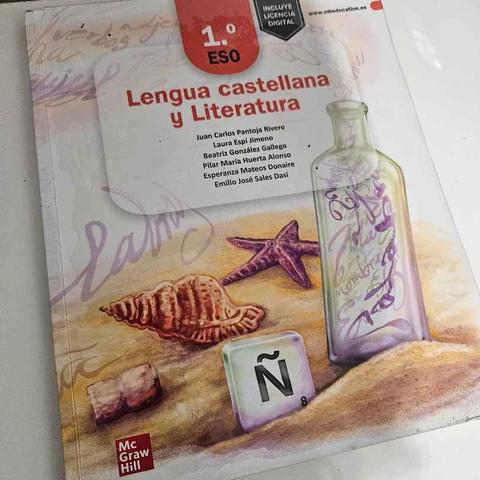 1.º
ESO
INCLUYE
LICENCIA
DIGITAL
www.mheducation.es
Lengua castellana
y Literatura
Juan Carlos Pantoja Rivero
Laura Espí Jimeno
Beatriz González Gallego
Pilar María Huerta Alonso
Esperanza Mateos Donaire
Emilio José Sales Dasí
Ñ
8
Mc
Graw
Hill